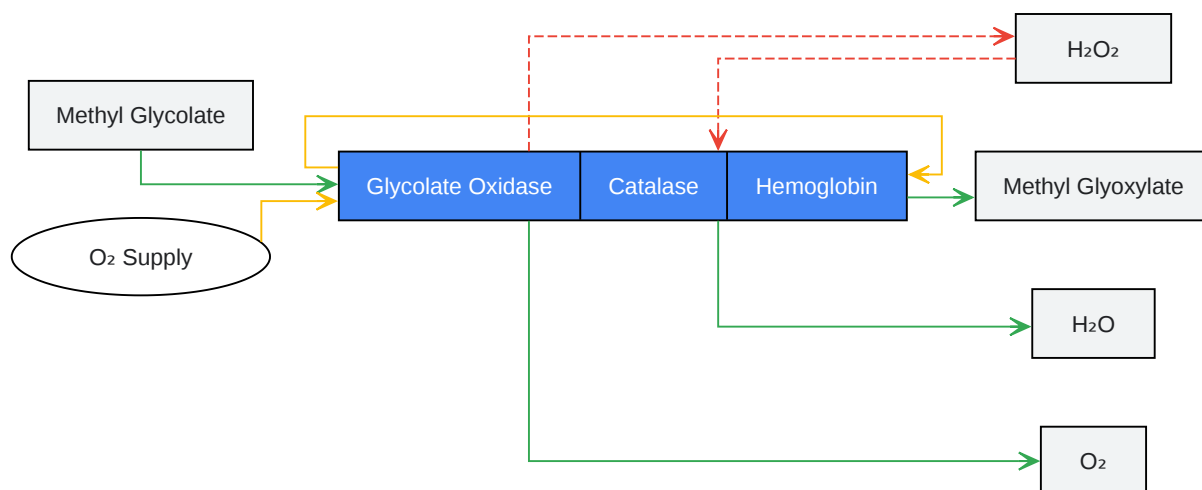 H₂O₂
Methyl Glycolate
Glycolate Oxidase
Catalase
Hemoglobin
Methyl Glyoxylate
O₂ Supply
H₂O
O₂